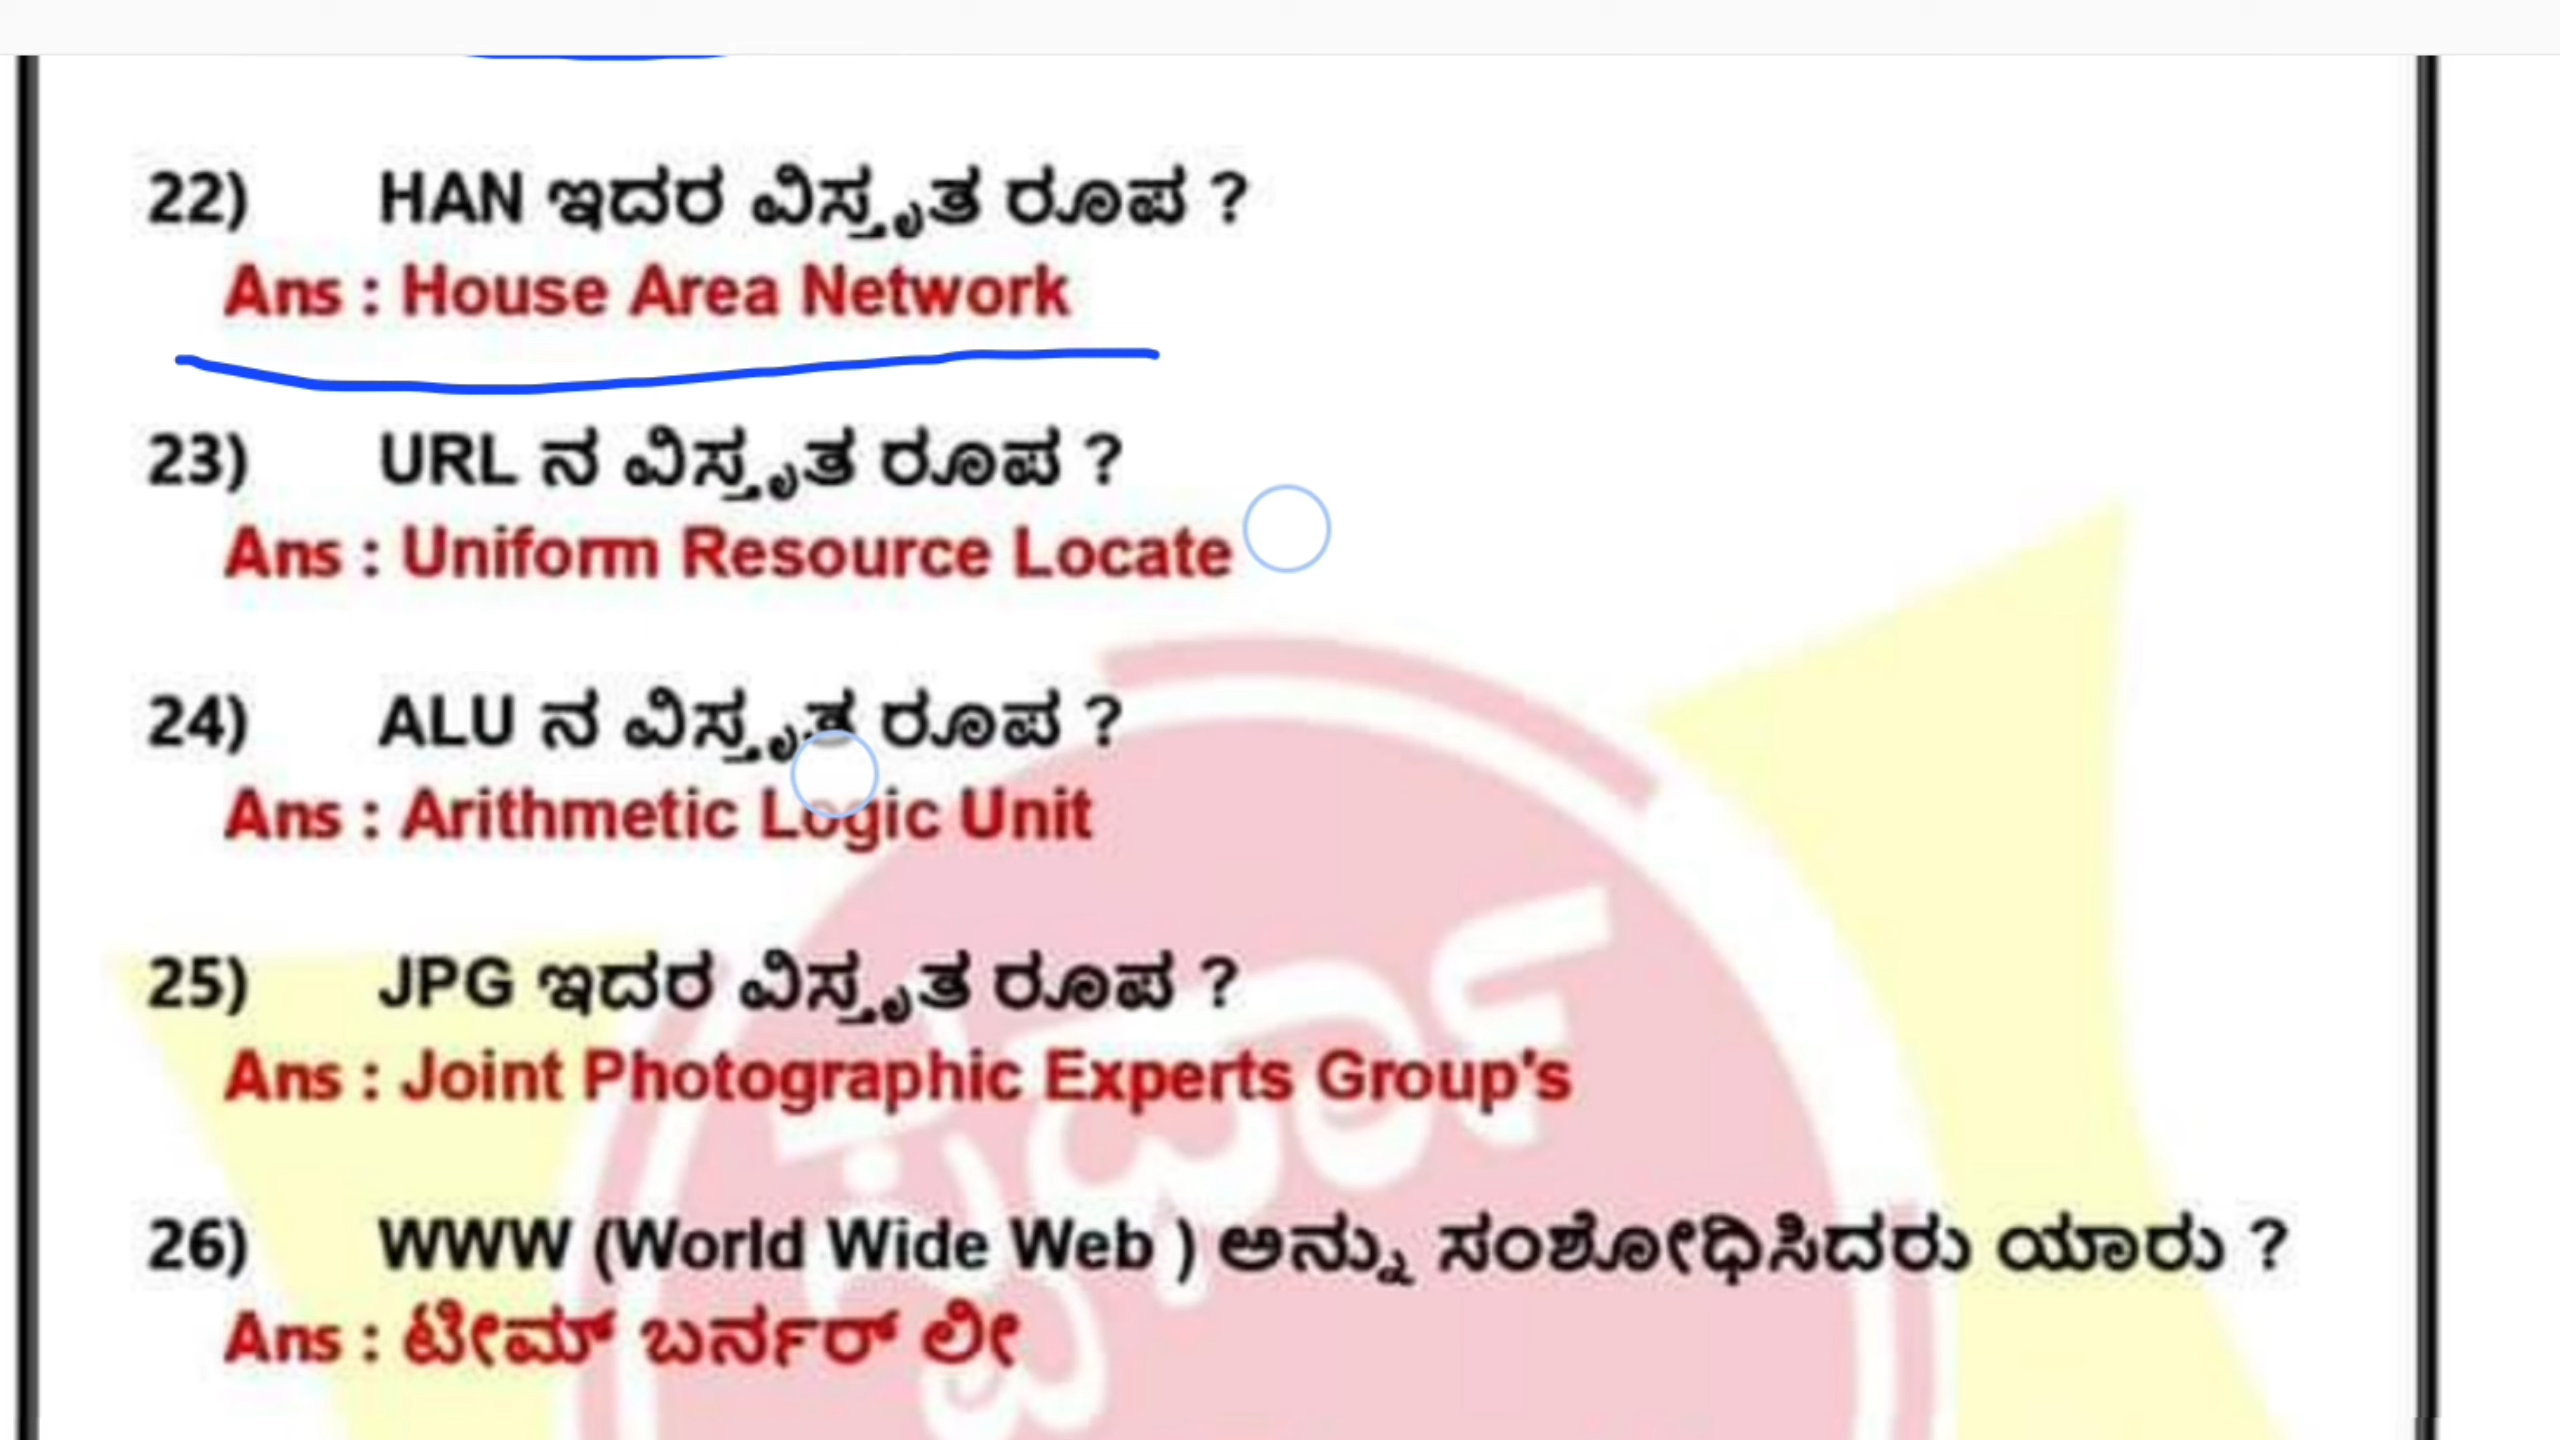 22) HAN ಇದರ ವಿಸ್ತೃತ ರೂಪ ?
Ans : House Area Network
23) URL ನ ವಿಸ್ತೃತ ರೂಪ ?
Ans : Uniform Resource Locate
24) ALU ನ ವಿಸ್ತೃತ ರೂಪ ?
Ans : Arithmetic Logic Unit
25) JPG ಇದರ ವಿಸ್ತೃತ ರೂಪ ?
Ans : Joint Photographic Experts Group's
26) WWW (World Wide Web ) ಅನ್ನು ಸಂಶೋಧಿಸಿದರು ಯಾರು ?
Ans : ಟೀಮ್ ಬರ್ನರ್ ಲೀ